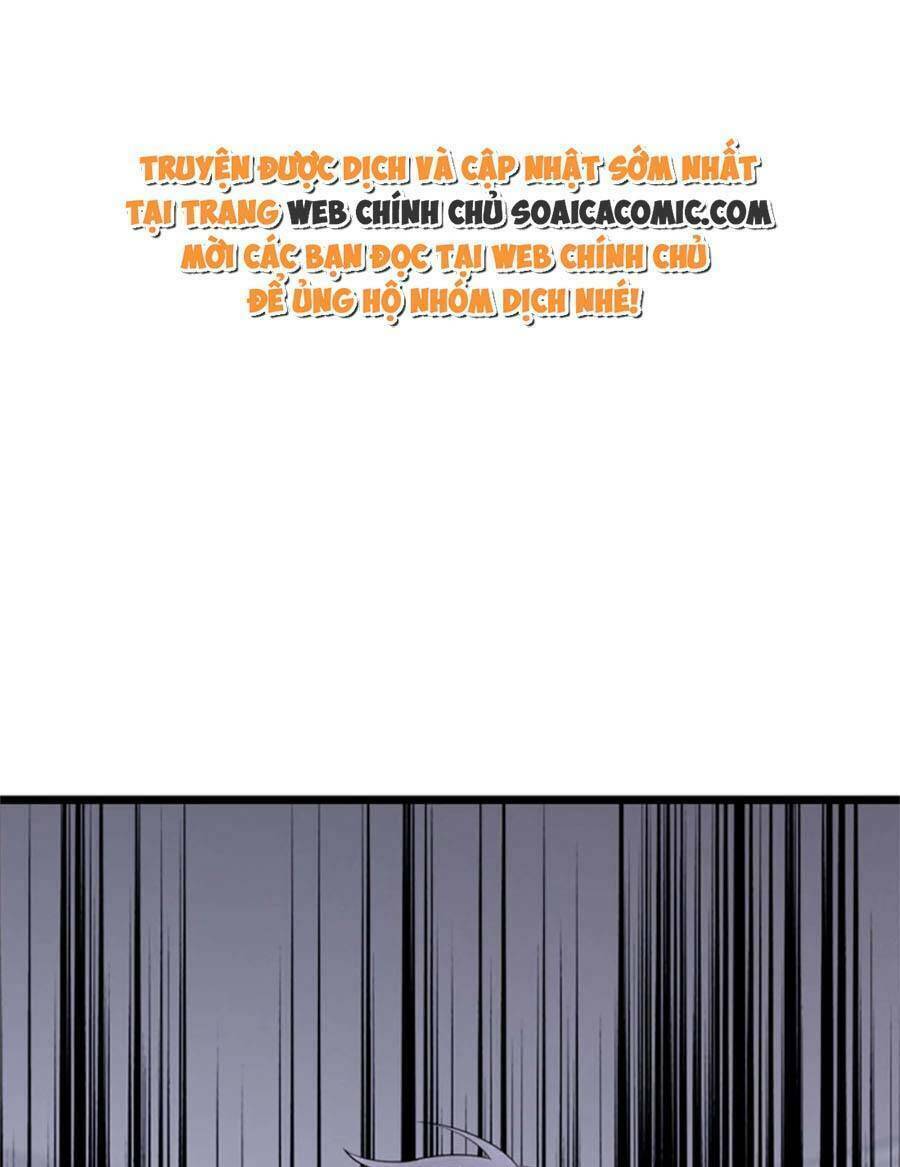 TRUYỆN ĐƯỢC DỊCH VÀ CẬP NHẬT SỚM NHẤT
TẠI TRANG WEB CHÍNH CHỦ SOAICACOMIC.COM
MỜI CÁC BẠN ĐỌC TẠI WEB CHÍNH CHỦ
ĐỂ ỦNG HỘ NHÓM DỊCH NHÉ!